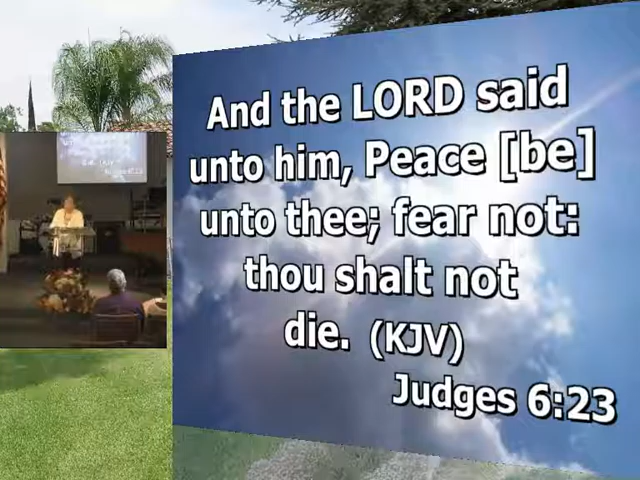 And the LORD said
unto him, Peace [be]
unto thee; fear not:
thou shalt not
die. (KJV)
Judges 6:23